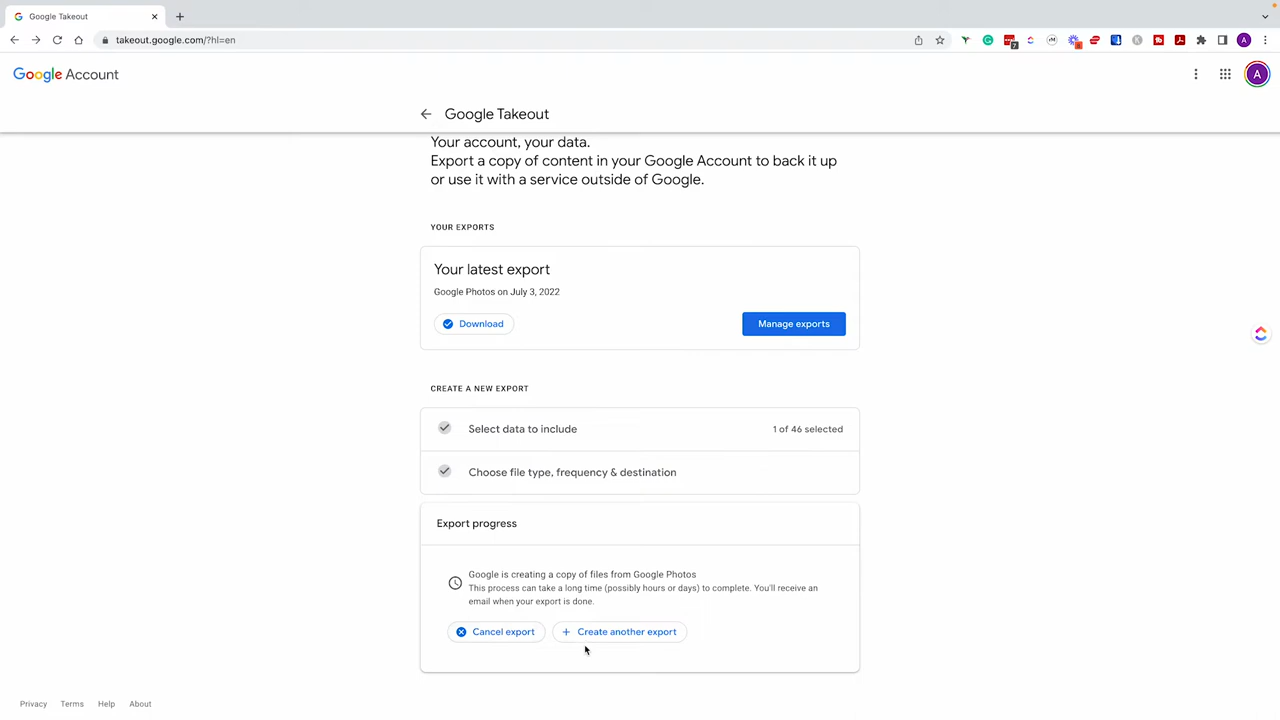 Google Takeout
takeout.google.com/?hl=en
7
A
Google Account
A
Google Takeout
Your account, your data.
Export a copy of content in your Google Account to back it up
or use it with a service outside of Google.
YOUR EXPORTS
Your latest export
Google Photos on July 3, 2022
Download
Manage exports
CREATE A NEW EXPORT
Select data to include
1 of 46 selected
Choose file type, frequency & destination
Export progress
Google is creating a copy of files from Google Photos
This process can take a long time (possibly hours or days) to complete. You'll receive an
email when your export is done.
Cancel export
Create another export
Privacy Terms Help About